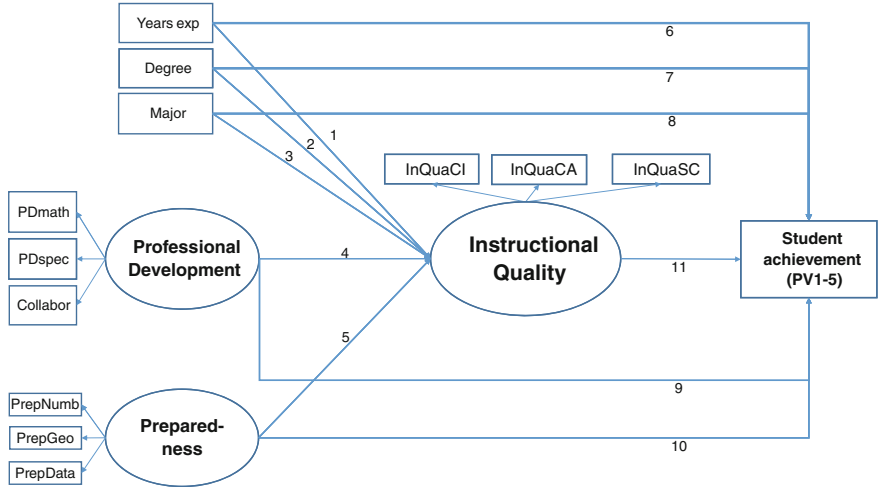 Years exp
6
Degree
7
Major
8
1
2
3
InQuaCI
InQuaCA
InQuaSC
PDmath
PDspec
Collabor
Professional
Development
4
Instructional
Quality
11
Student
achievement
(PV1-5)
5
9
PrepNumb
PrepGeo
PrepData
Prepared-
ness
10